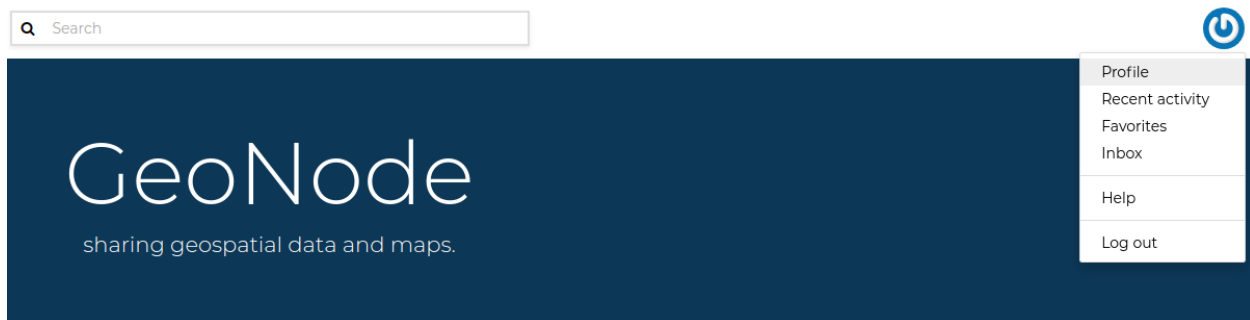 Search
Profile
Recent activity
Favorites
Inbox
Help
Log out
GeoNode
sharing geospatial data and maps.